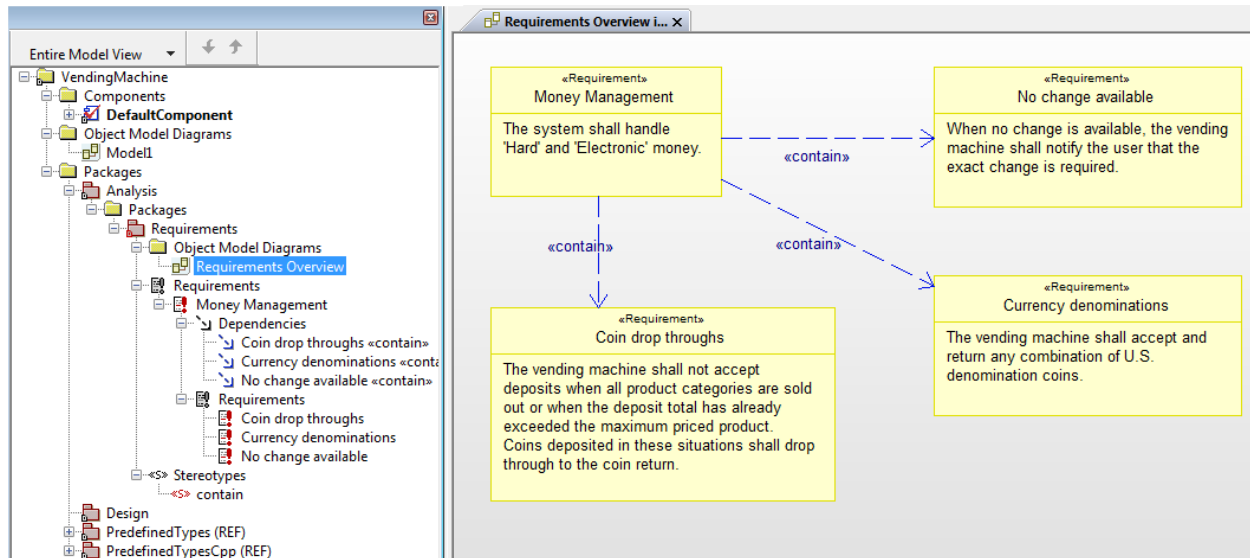 Entire Model View
VendingMachine
Components
DefaultComponent
Object Model Diagrams
Model1
Packages
Analysis
Packages
Requirements
Object Model Diagrams
Requirements Overview
Requirements
Money Management
Dependencies
Coin drop throughs «contain»
Currency denominations «conta
No change available «contain»
Requirements
Coin drop throughs
Currency denominations
No change available
«S» Stereotypes
«S» contain
Design
PredefinedTypes (REF)
PredefinedTypesCpp (REF)
Requirements Overview i... X
«Requirement»
Money Management
The system shall handle
'Hard' and 'Electronic' money.
«contain»
«Requirement»
No change available
When no change is available, the vending
machine shall notify the user that the
exact change is required.
«contain»
«contain»
«Requirement»
Coin drop throughs
The vending machine shall not accept
deposits when all product categories are sold
out or when the deposit total has already
exceeded the maximum priced product.
Coins deposited in these situations shall drop
through to the coin return.
«Requirement»
Currency denominations
The vending machine shall accept and
return any combination of U.S.
denomination coins.